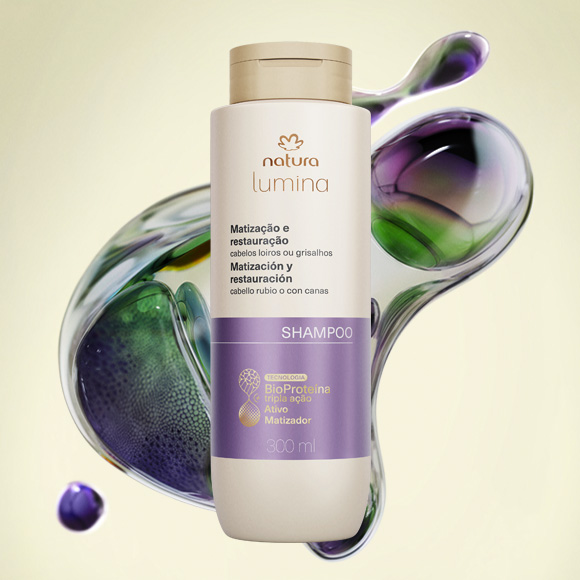 natura
lumina
Matização e
restauração
cabelos loiros ou grisalhos
Matización y
restauración
cabello rubio o con canas
SHAMPOO
TECNOLOGIA
BioProteína
tripla ação
Ativo
Matizador
300 ml